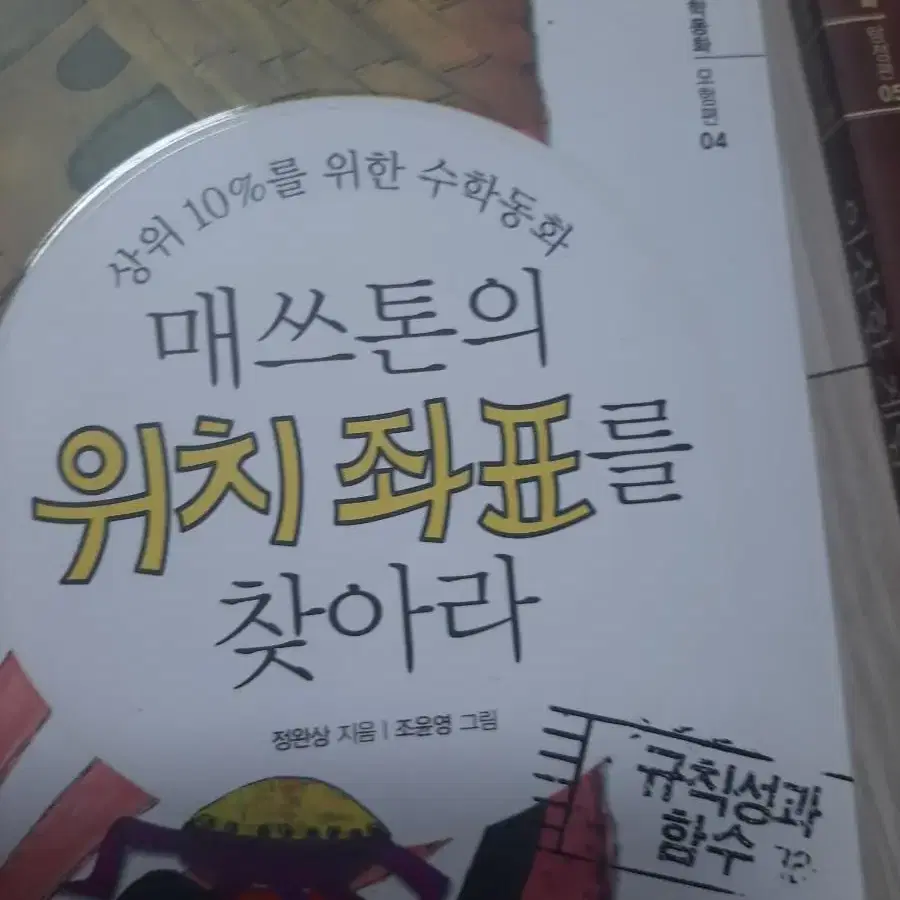 상위 10%를 위한 수학동화
매쓰톤의
위치 좌표를
찾아라
정완상 지음 | 조윤영 그림
규칙성과
함수 편
04